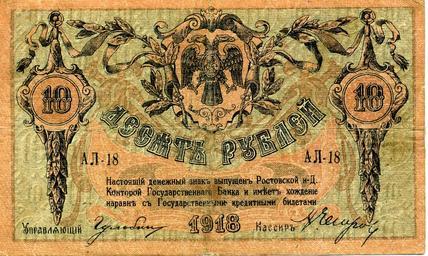 10 10
ДЕСЯТЬ РУБЛЕЙ
АЛ-18 АЛ-18
Настоящій денежный знакъ выпущенъ Ростовской н-Д.
Конторой Государственнаго Банка и имѣетъ хожденіе
наравнѣ съ Государственными кредитными билетами
Управляющій 1918 Кассиръ